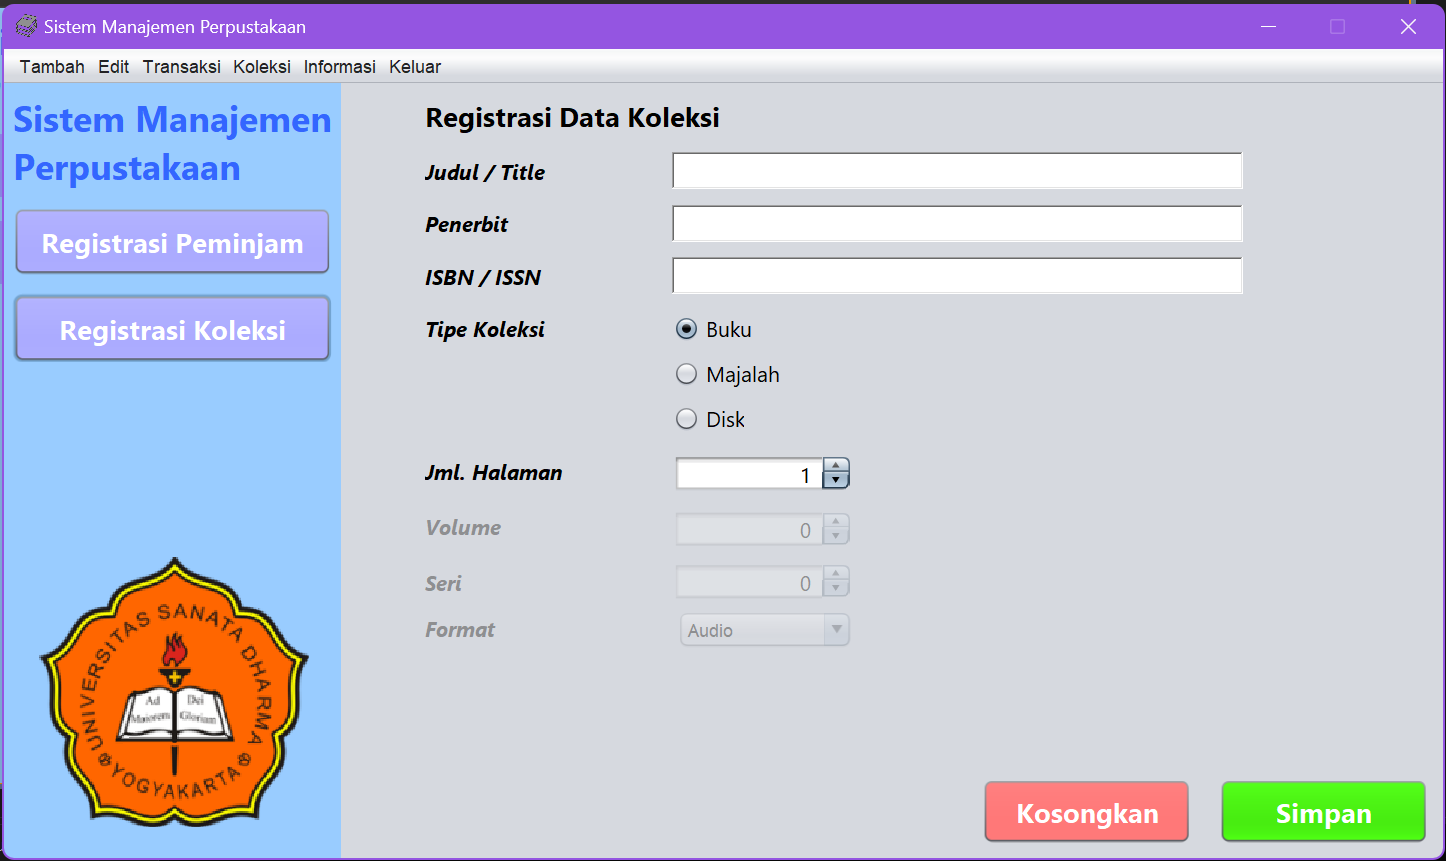 Sistem Manajemen Perpustakaan
Tambah Edit Transaksi Koleksi Informasi Keluar
Sistem Manajemen
Perpustakaan
Registrasi Peminjam
Registrasi Koleksi
UNIVERSITAS SANATA DHARMA
YOGYAKARTA
Ad
Maiorem
Dei
Gloriam
Registrasi Data Koleksi
Judul / Title
Penerbit
ISBN / ISSN
Tipe Koleksi
Buku
Majalah
Disk
Jml. Halaman 1
Volume 0
Seri 0
Format Audio
Kosongkan
Simpan